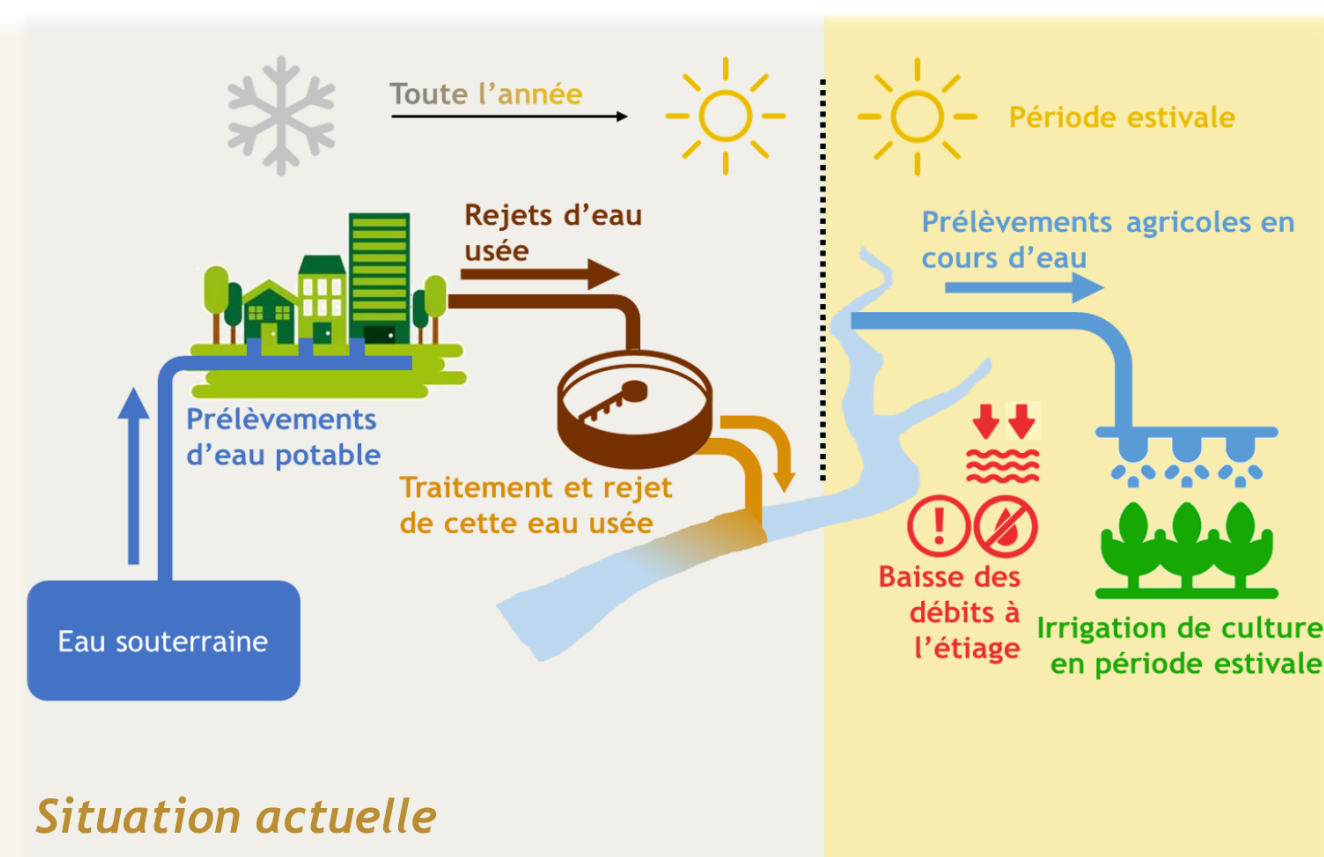 Toute l'année
Période estivale
Rejets d'eau
usée
Prélèvements agricoles en
cours d'eau
Prélèvements
d'eau potable
Traitement et rejet
de cette eau usée
Eau souterraine
Baisse des
débits à
l'étiage
Irrigation de culture
en période estivale
Situation actuelle